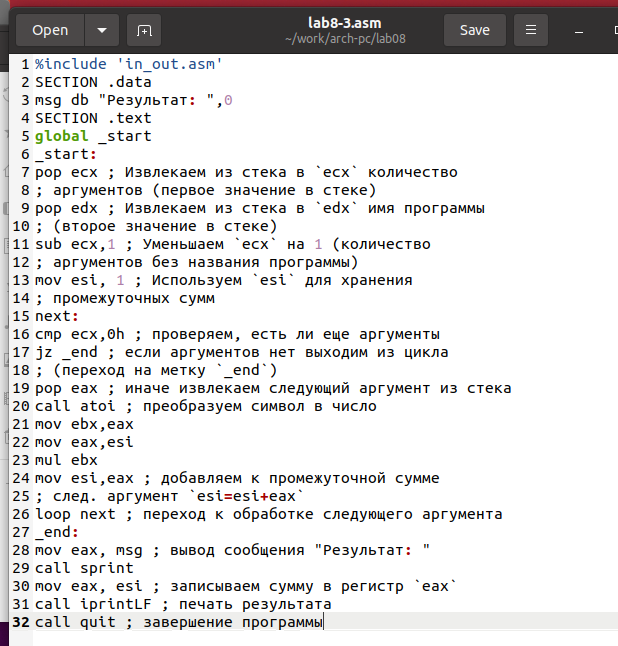 Open
lab8-3.asm
~/work/arch-pc/lab08
Save
1 %include 'in_out.asm'
2 SECTION .data
3 msg db "Результат: ",0
4 SECTION .text
5 global _start
6 _start:
7 pop ecx ; Извлекаем из стека в `ecx` количество
8 ; аргументов (первое значение в стеке)
9 pop edx ; Извлекаем из стека в `edx` имя программы
10 ; (второе значение в стеке)
11 sub ecx,1 ; Уменьшаем `ecx` на 1 (количество
12 ; аргументов без названия программы)
13 mov esi, 1 ; Используем `esi` для хранения
14 ; промежуточных сумм
15 next:
16 cmp ecx,0h ; проверяем, есть ли еще аргументы
17 jz _end ; если аргументов нет выходим из цикла
18 ; (переход на метку `_end`)
19 pop eax ; иначе извлекаем следующий аргумент из стека
20 call atoi ; преобразуем символ в число
21 mov ebx,eax
22 mov eax,esi
23 mul ebx
24 mov esi,eax ; добавляем к промежуточной сумме
25 ; след. аргумент `esi=esi+eax`
26 loop next ; переход к обработке следующего аргумента
27 _end:
28 mov eax, msg ; вывод сообщения "Результат: "
29 call sprint
30 mov eax, esi ; записываем сумму в регистр `eax`
31 call iprintLF ; печать результата
32 call quit ; завершение программы